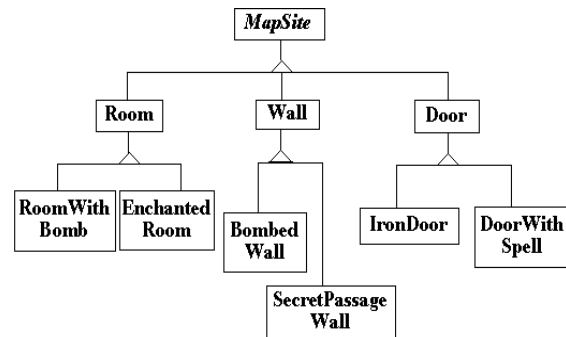 MapSite
Room
Wall
Door
RoomWith
Bomb
Enchanted
Room
Bombed
Wall
SecretPassage
Wall
IronDoor
DoorWith
Spell